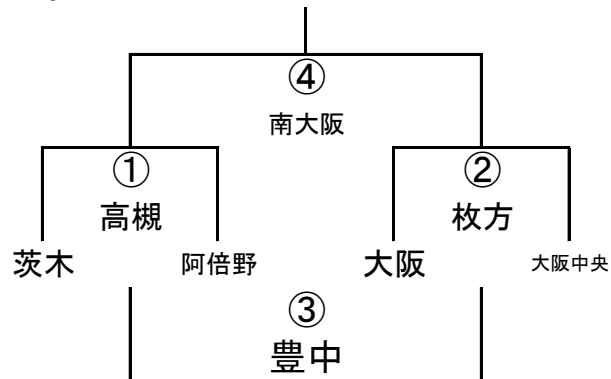 ④
南大阪
① ②
高槻 枚方
茨木 阿倍野 大阪 大阪中央
③
豊中